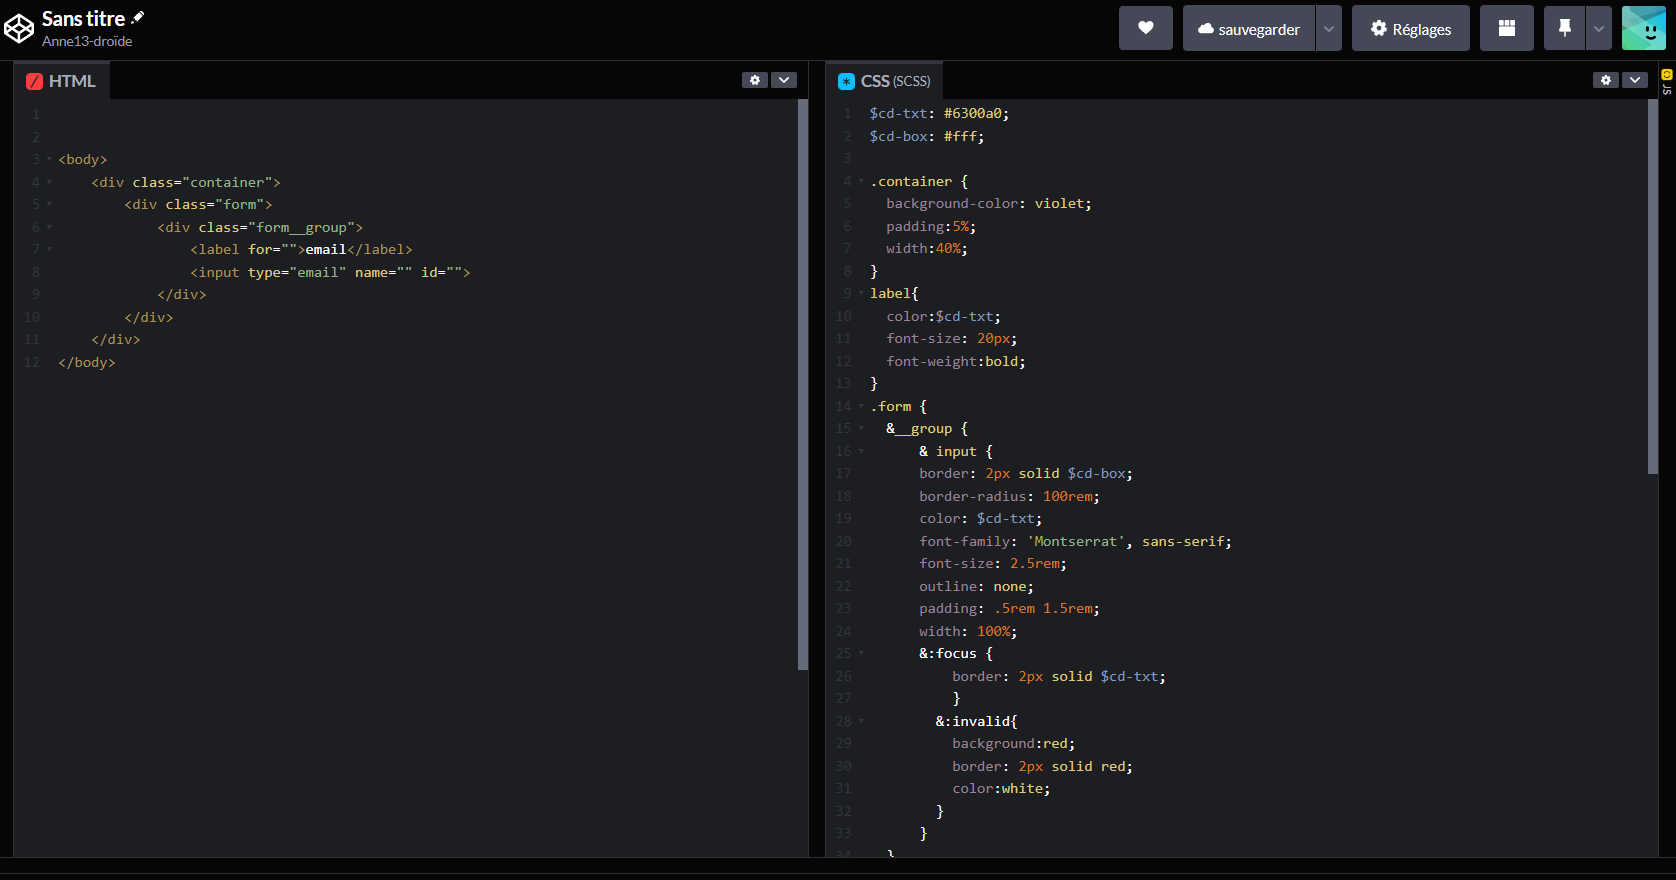 Sans titre
Anne13-droïde
sauvegarder
Réglages
HTML
1
2
3 <body>
4 <div class="container">
5 <div class="form">
6 <div class="form__group">
7 <label for="">email</label>
8 <input type="email" name="" id="">
9 </div>
10 </div>
11 </div>
12 </body>
CSS (SCSS)
1 $cd-txt: #6300a0;
2 $cd-box: #fff;
3
4 .container {
5 background-color: violet;
6 padding:5%;
7 width:40%;
8 }
9 label{
10 color:$cd-txt;
11 font-size: 20px;
12 font-weight:bold;
13 }
14 .form {
15 &__group {
16 & input {
17 border: 2px solid $cd-box;
18 border-radius: 100rem;
19 color: $cd-txt;
20 font-family: 'Montserrat', sans-serif;
21 font-size: 2.5rem;
22 outline: none;
23 padding: .5rem 1.5rem;
24 width: 100%;
25 &:focus {
26 border: 2px solid $cd-txt;
27 }
28 &:invalid{
29 background:red;
30 border: 2px solid red;
31 color:white;
32 }
33 }
34 }
JS